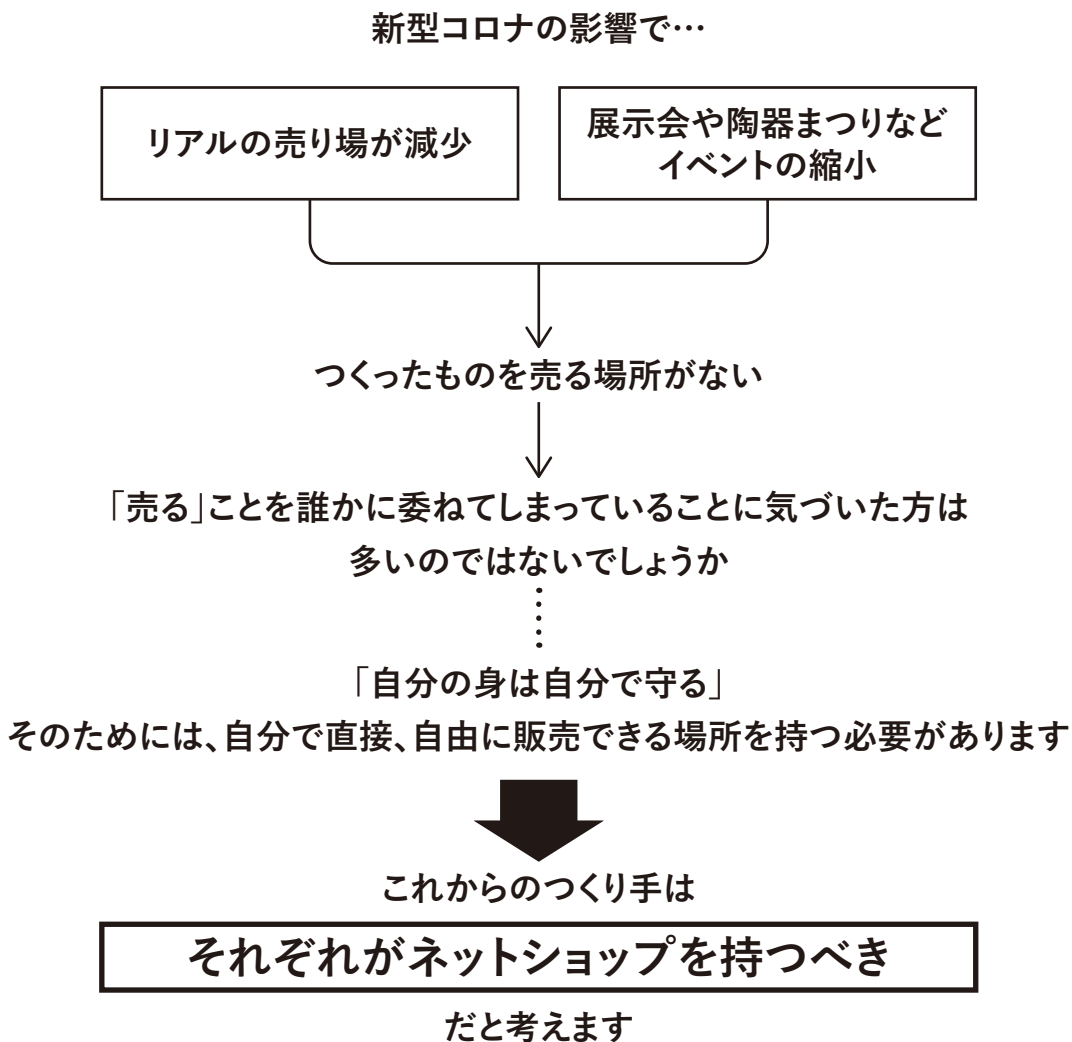 新型コロナの影響で…
リアルの売り場が減少
展示会や陶器まつりなど
イベントの縮小
つくったものを売る場所がない
「売る」ことを誰かに委ねてしまっていることに気づいた方は
多いのではないでしょうか
「自分の身は自分で守る」
そのためには、自分で直接、自由に販売できる場所を持つ必要があります
これからのつくり手は
それぞれがネットショップを持つべき
だと考えます